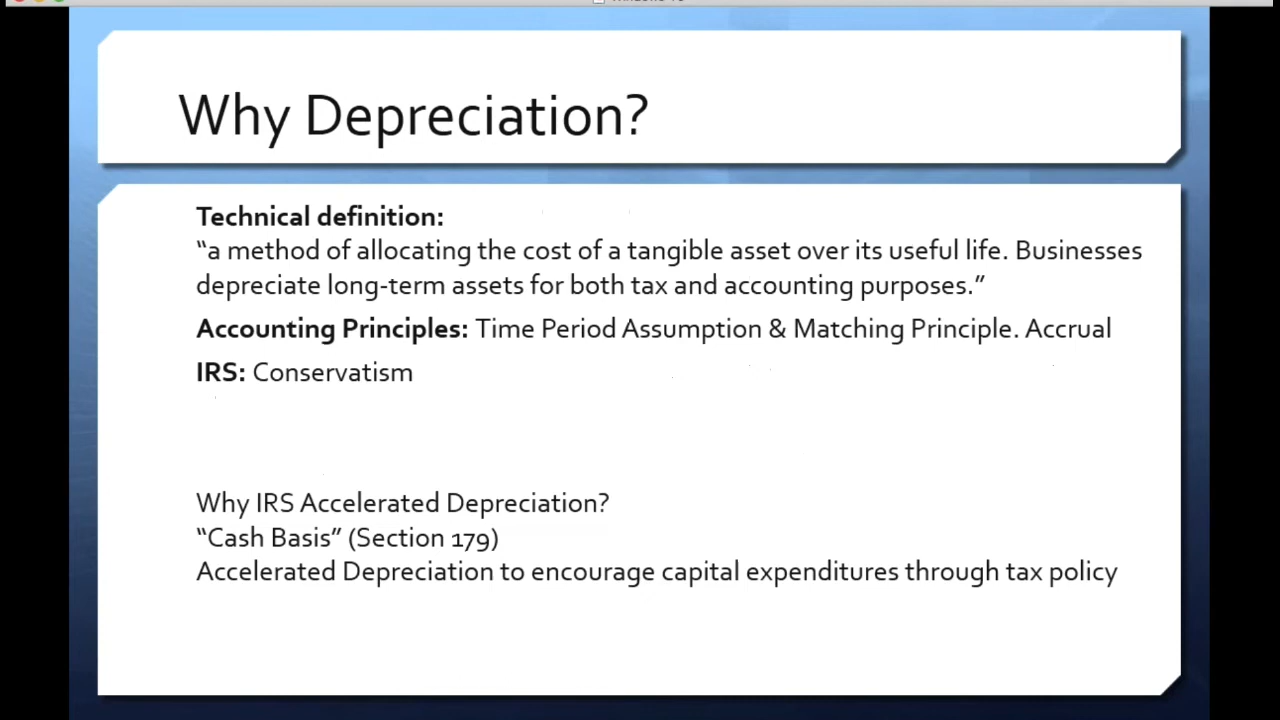 Why Depreciation?
Technical definition:
“a method of allocating the cost of a tangible asset over its useful life. Businesses
depreciate long-term assets for both tax and accounting purposes.”
Accounting Principles: Time Period Assumption & Matching Principle. Accrual
IRS: Conservatism
Why IRS Accelerated Depreciation?
“Cash Basis” (Section 179)
Accelerated Depreciation to encourage capital expenditures through tax policy